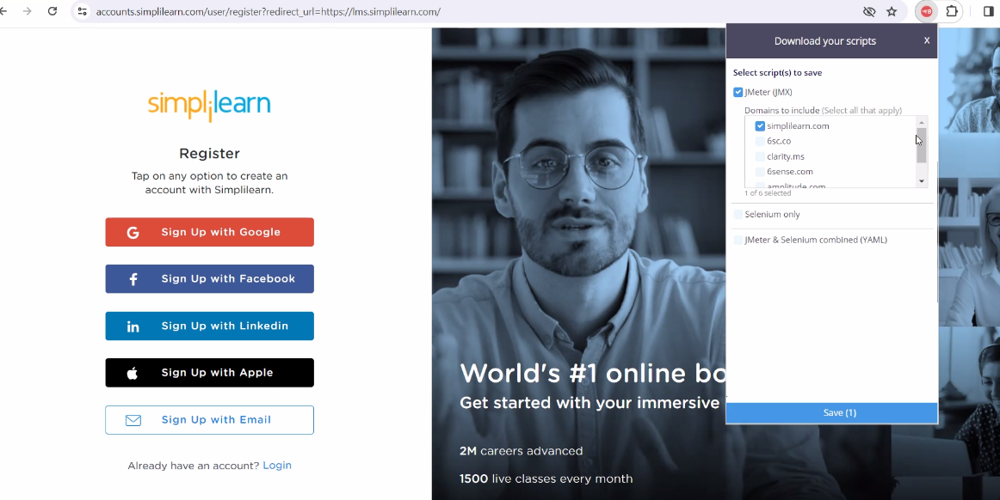 accounts.simplilearn.com/user/register?redirect_url=https://lms.simplilearn.com/
simplilearn
Register
Tap on any option to create an
account with Simplilearn.
Sign Up with Google
Sign Up with Facebook
in Sign Up with Linkedin
Sign Up with Apple
Sign Up with Email
Already have an account? Login
World's #1 online bo
Get started with your immersive
2M careers advanced
1500 live classes every month
Download your scripts X
Select script(s) to save
JMeter (JMX)
Domains to include (Select all that apply)
simplilearn.com
6sc.co
clarity.ms
6sense.com
amplitude.com
1 of 6 selected
Selenium only
JMeter & Selenium combined (YAML)
Save (1)